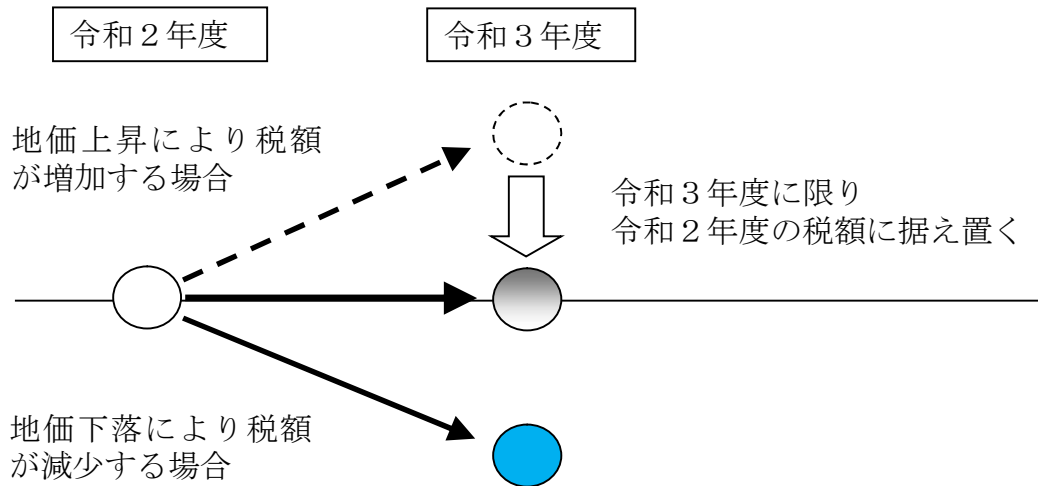 令和２年度
令和３年度
地価上昇により税額
が増加する場合
令和３年度に限り
令和２年度の税額に据え置く
地価下落により税額
が減少する場合